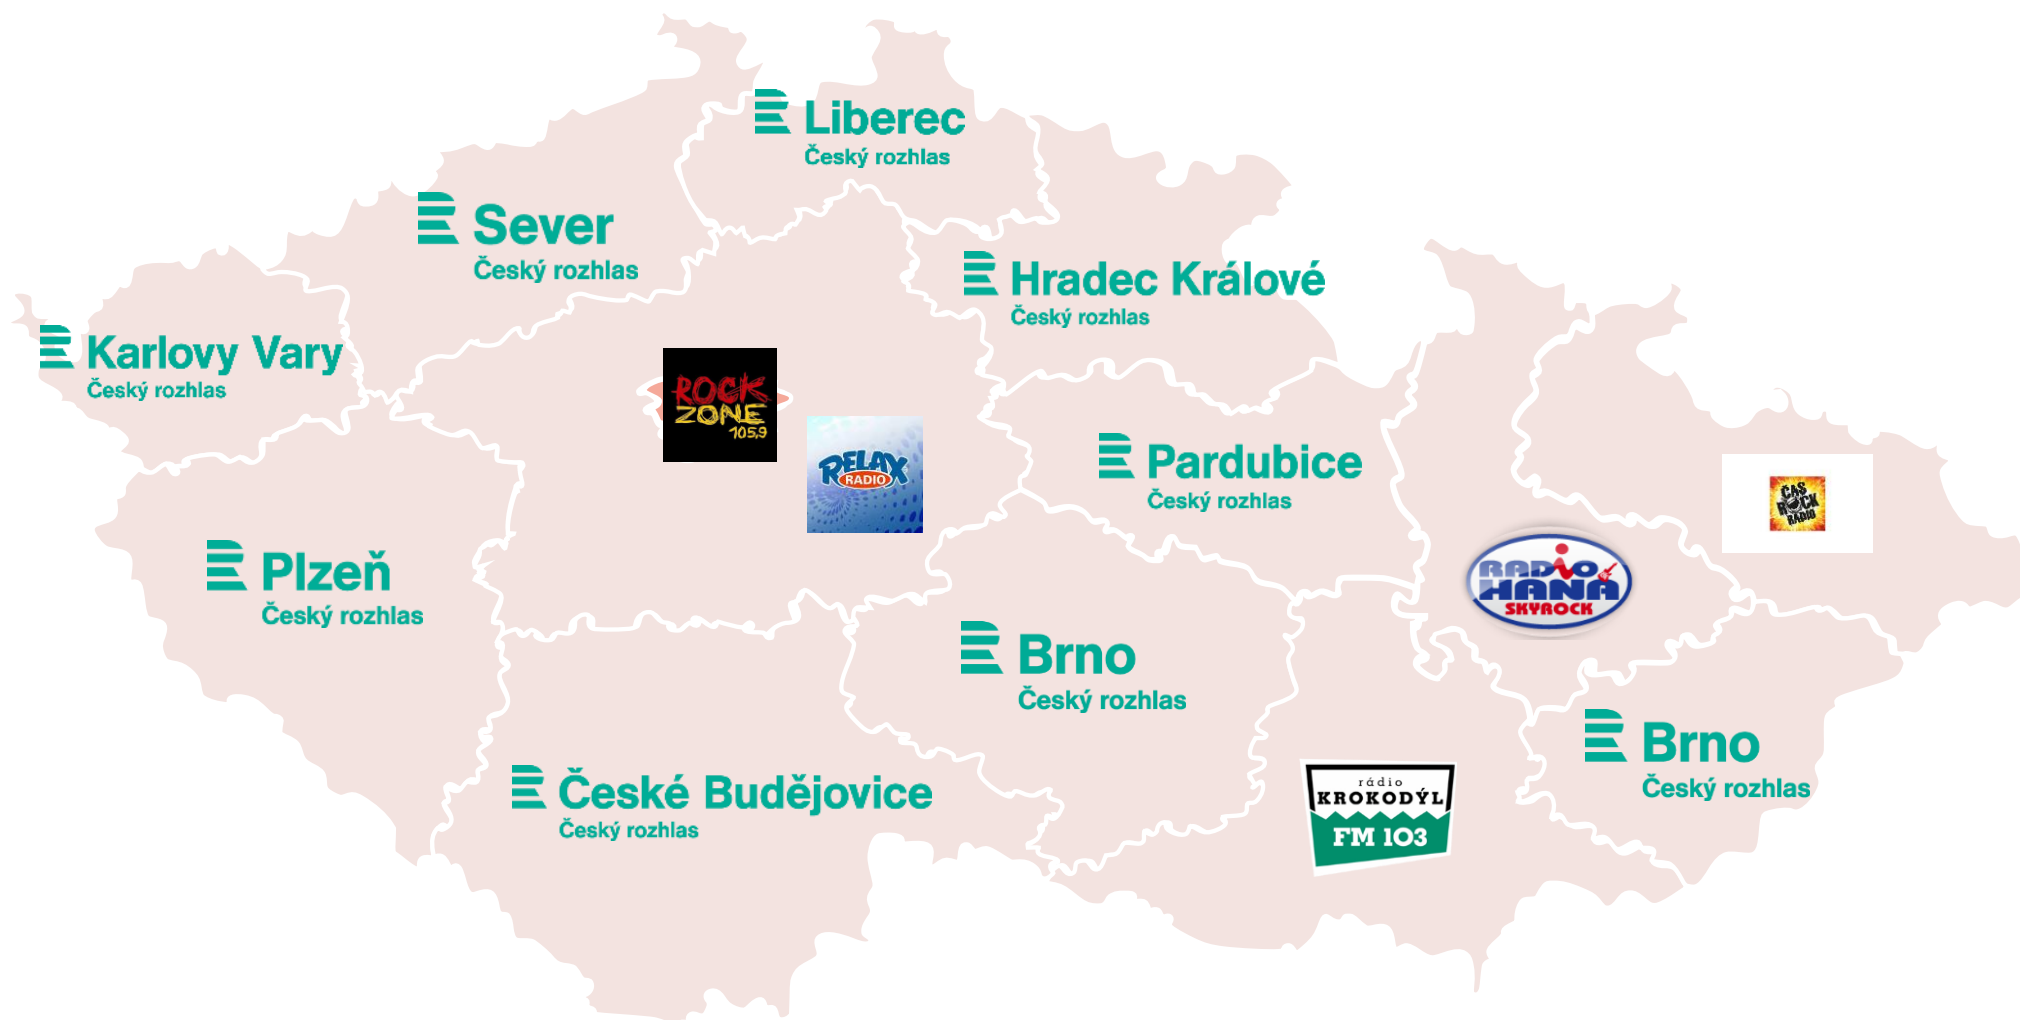 Liberec
Český rozhlas
Sever
Český rozhlas
Hradec Králové
Český rozhlas
Karlovy Vary
Český rozhlas
ROCK
ZONE
105,9
RELAX
RADIO
Pardubice
Český rozhlas
ČAS
ROCK
RADIO
Plzeň
Český rozhlas
RADIO
HANÁ
SKYROCK
Brno
Český rozhlas
Brno
Český rozhlas
České Budějovice
Český rozhlas
rádio
KROKODÝL
FM 103